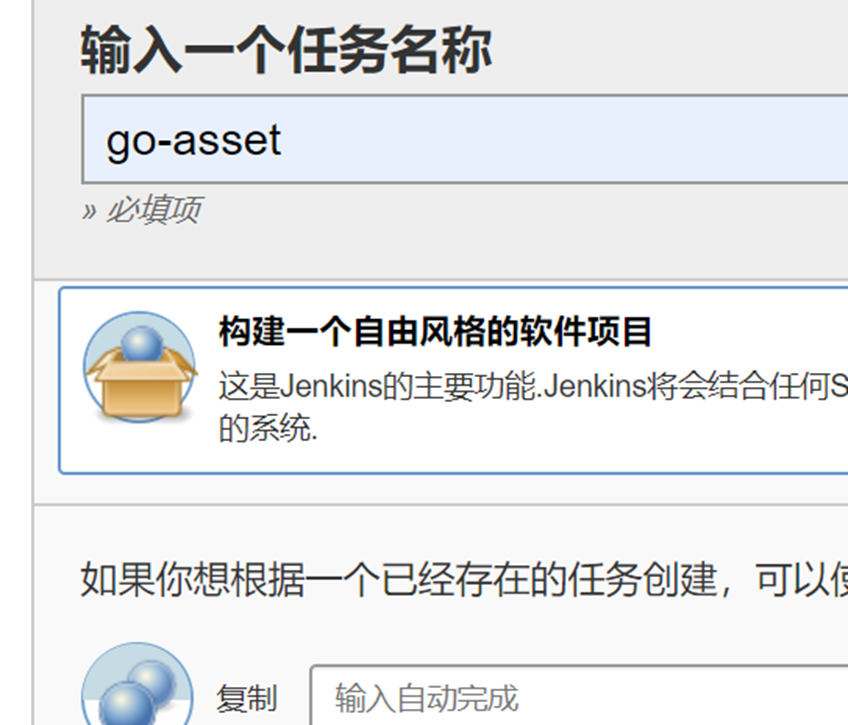 输入一个任务名称
go-asset
» 必填项
构建一个自由风格的软件项目
这是Jenkins的主要功能.Jenkins将会结合任何S
的系统.
如果你想根据一个已经存在的任务创建，可以使
复制
输入自动完成